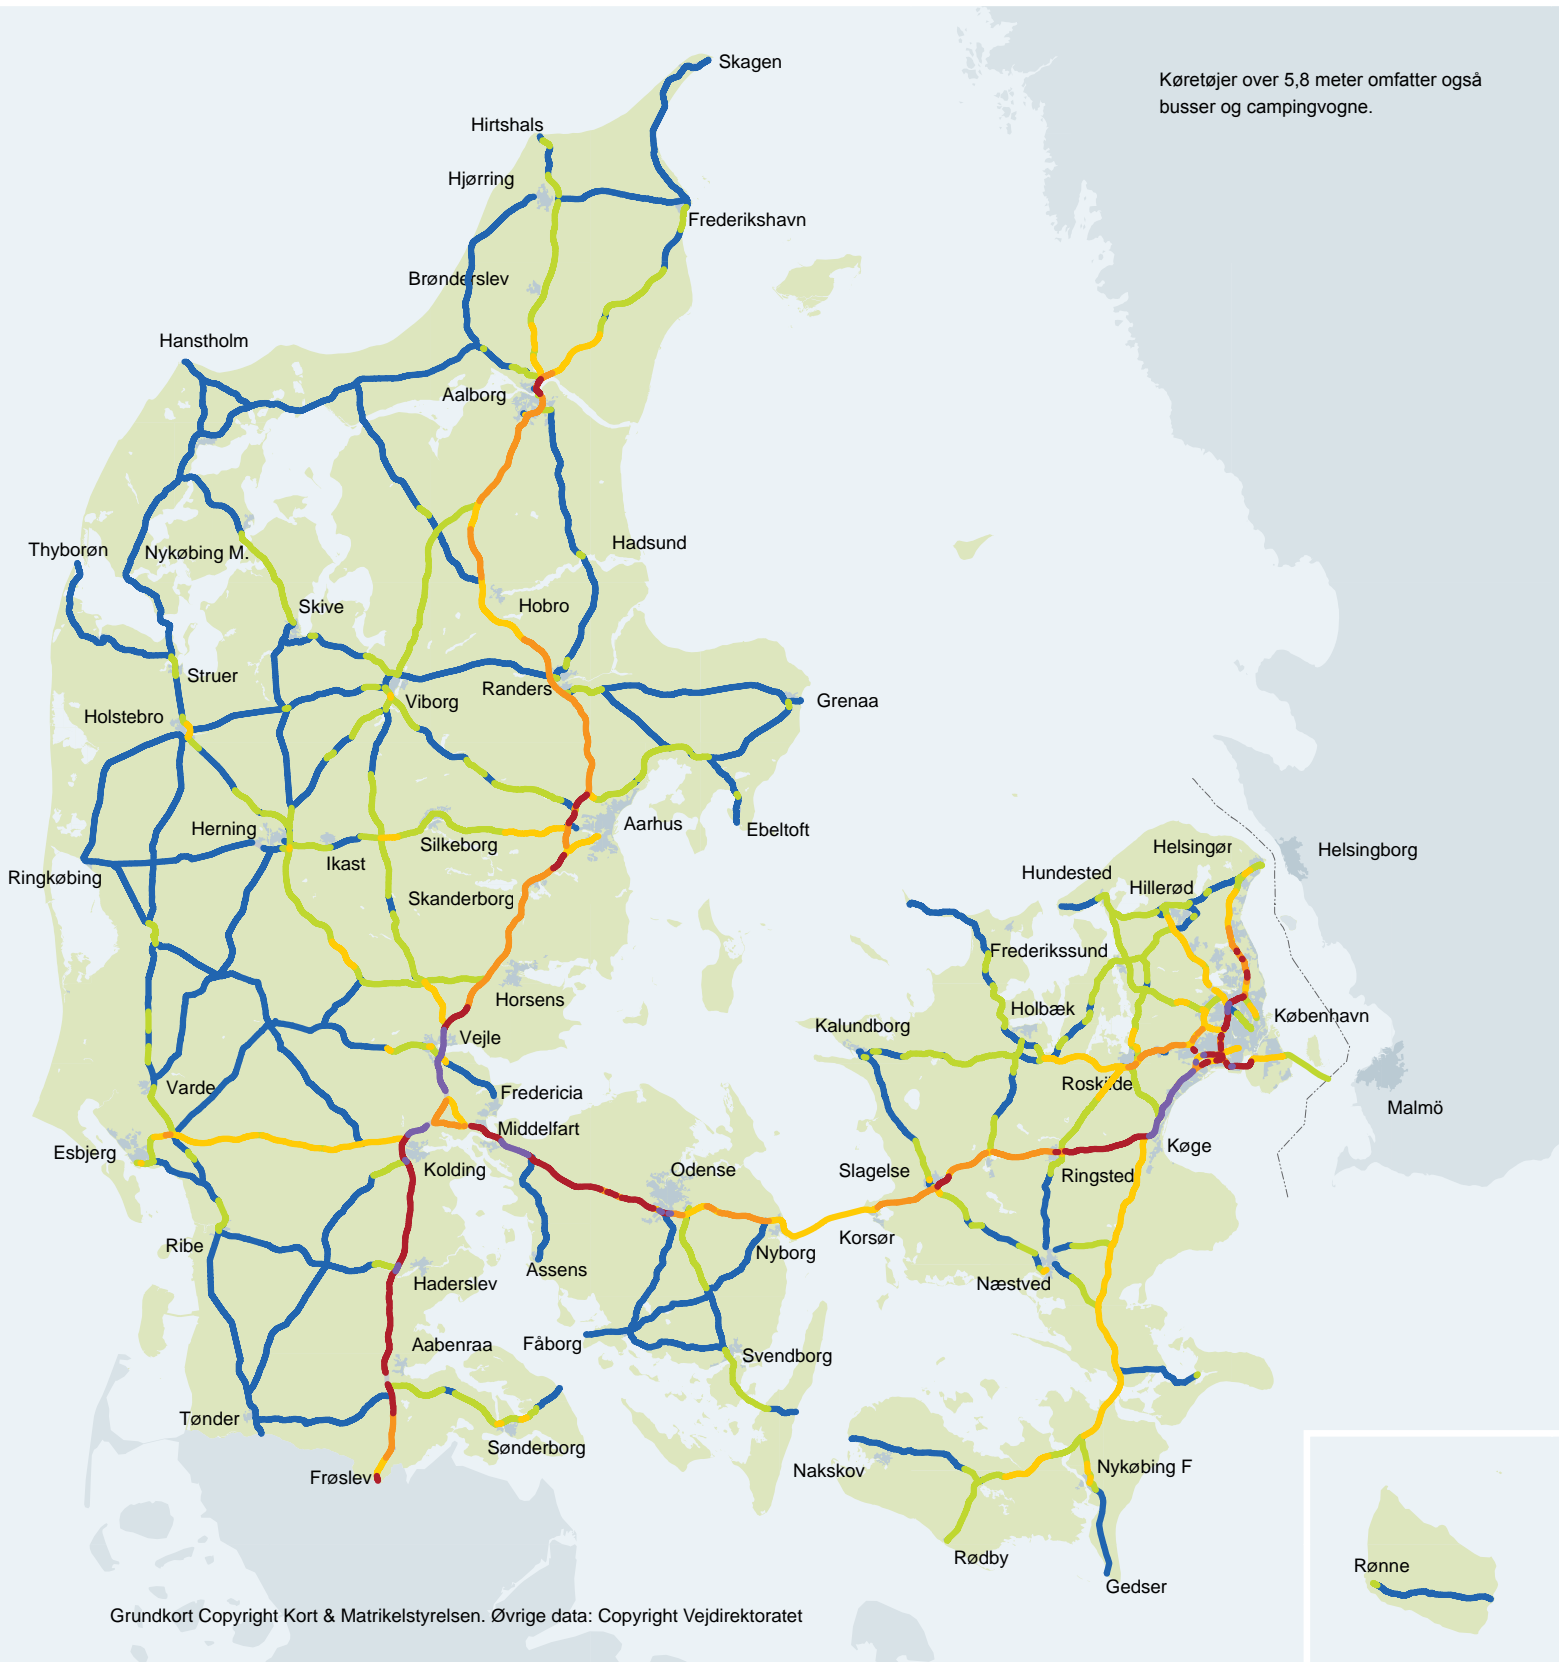 Skagen
Køretøjer over 5,8 meter omfatter også
busser og campingvogne.
Hirtshals
Hjørring
Frederikshavn
Brønderslev
Hanstholm
Aalborg
Thyborøn
Nykøbing M.
Hadsund
Skive
Hobro
Struer
Viborg
Randers
Grenaa
Holstebro
Herning
Aarhus
Ebeltoft
Silkeborg
Ikast
Ringkøbing
Skanderborg
Helsingør
Helsingborg
Hundested
Hillerød
Frederikssund
Horsens
Holbæk
København
Kalundborg
Vejle
Varde
Fredericia
Roskilde
Malmö
Middelfart
Esbjerg
Kolding
Odense
Slagelse
Ringsted
Køge
Ribe
Nyborg
Korsør
Assens
Haderslev
Næstved
Aabenraa
Fåborg
Svendborg
Tønder
Sønderborg
Frøslev
Nakskov
Nykøbing F
Rødby
Gedser
Rønne
Grundkort Copyright Kort & Matrikelstyrelsen. Øvrige data: Copyright Vejdirektoratet